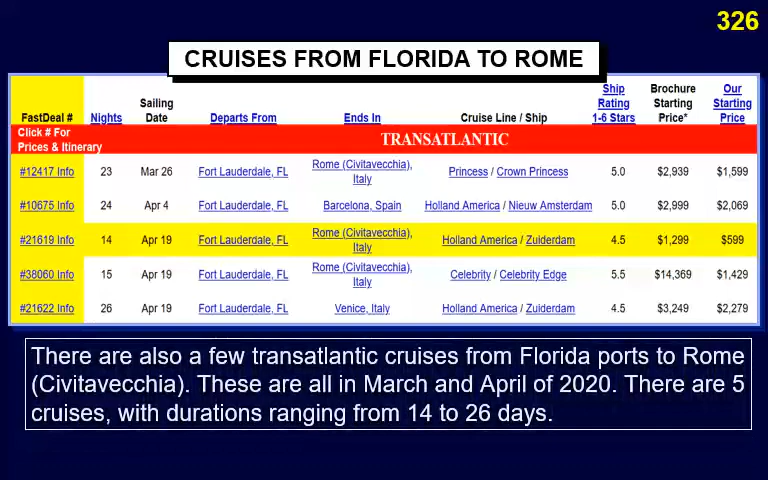 326
CRUISES FROM FLORIDA TO ROME
FastDeal # Nights Sailing Date Departs From Ends In Cruise Line / Ship Ship Rating 1-6 Stars Brochure Starting Price* Our Starting Price
Click # For
Prices & Itinerary
TRANSATLANTIC
#12417 Info 23 Mar 26 Fort Lauderdale, FL Rome (Civitavecchia), Italy Princess / Crown Princess 5.0 $2,939 $1,599
#10675 Info 24 Apr 4 Fort Lauderdale, FL Barcelona, Spain Holland America / Nieuw Amsterdam 5.0 $2,999 $2,069
#21619 Info 14 Apr 19 Fort Lauderdale, FL Rome (Civitavecchia), Italy Holland America / Zuiderdam 4.5 $1,299 $599
#38060 Info 15 Apr 19 Fort Lauderdale, FL Rome (Civitavecchia), Italy Celebrity / Celebrity Edge 5.5 $14,369 $1,429
#21622 Info 26 Apr 19 Fort Lauderdale, FL Venice, Italy Holland America / Zuiderdam 4.5 $3,249 $2,279
There are also a few transatlantic cruises from Florida ports to Rome
(Civitavecchia). These are all in March and April of 2020. There are 5
cruises, with durations ranging from 14 to 26 days.